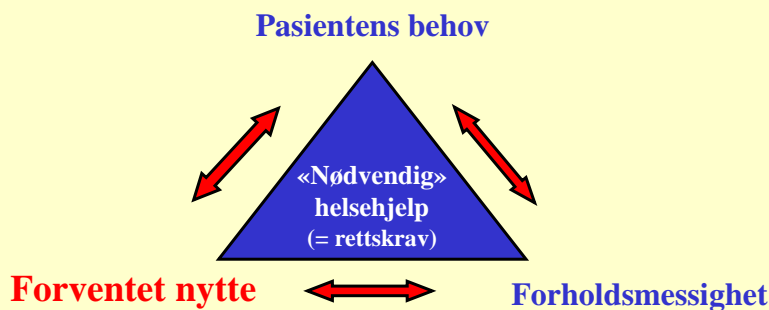 Pasientens behov
«Nødvendig»
helsehjelp
(= rettskrav)
Forventet nytte
Forholdsmessighet